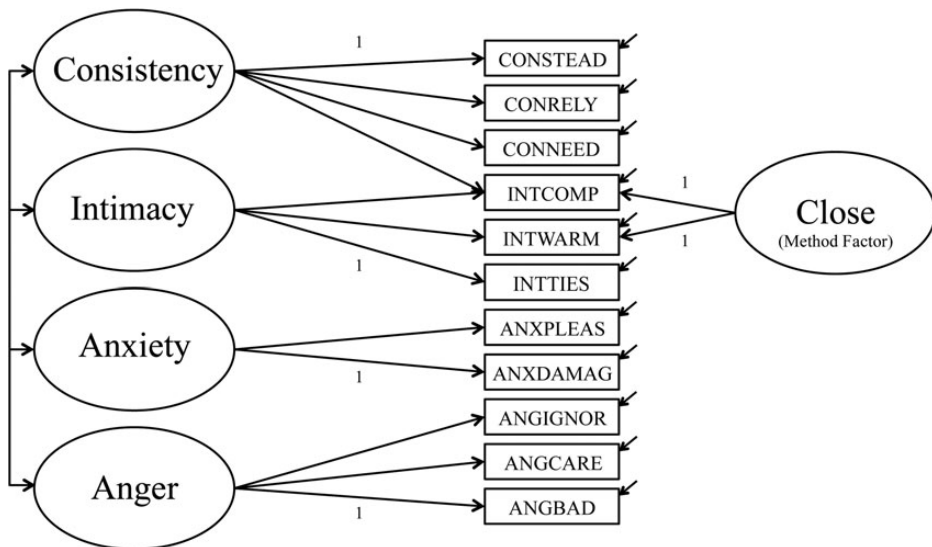 1
Consistency
CONSTEAD
CONRELY
CONNEED
INTCOMP
1
Intimacy
Close
(Method Factor)
INTWARM
1
1
INTTIES
Anxiety
ANXPLEAS
1
ANXDAMAG
ANGIGNOR
ANGCARE
Anger
1
ANGBAD